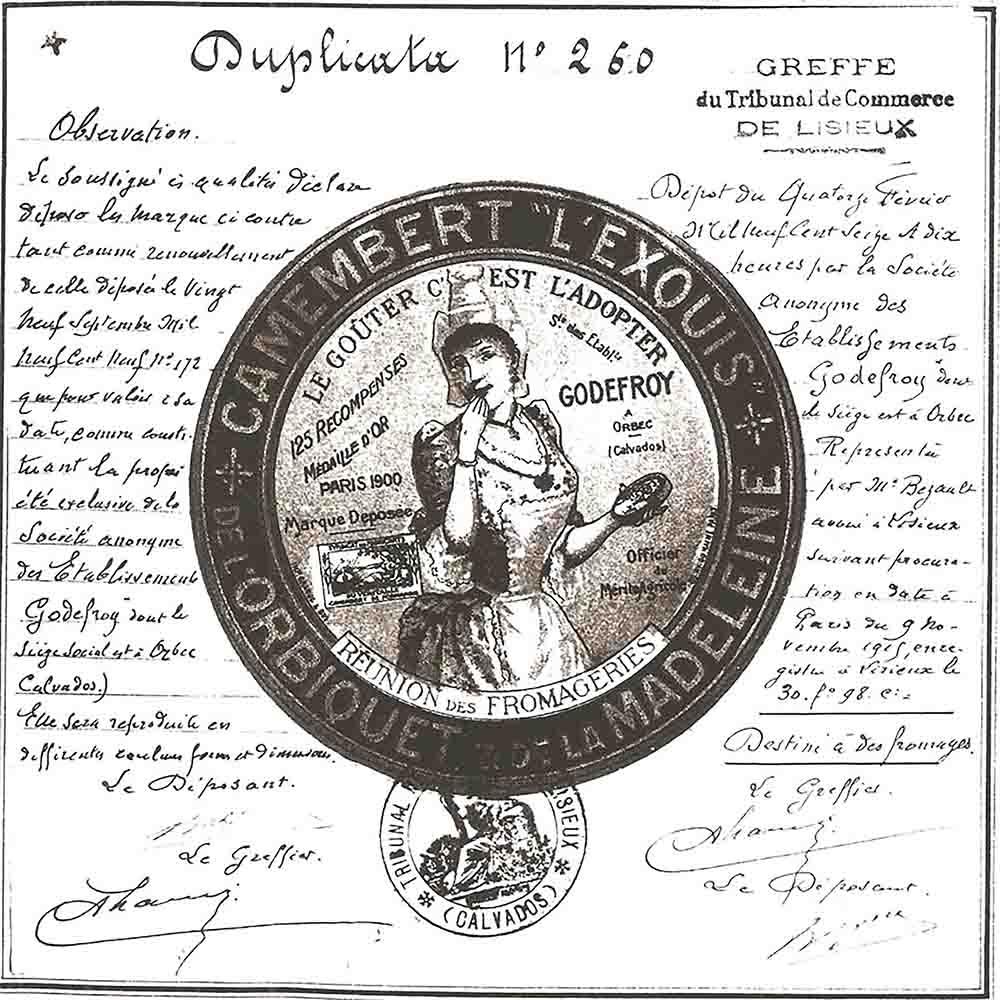 Duplicata N° 260
GREFFE
du Tribunal de Commerce
DE LISIEUX
Observation.
Le Soussigné ès qualités déclare
déposer la marque ci contre
tant comme renouvellement
de celle déposée le Vingt
neuf Septembre Mil
neuf Cent Neuf N° 172
que pour valoir à sa
date, comme consti-
tuant la propri
été exclusive de la
Société anonyme
des Établissements
Godefroy dont le
Siège social est à Orbec
Calvados.)
Elle sera reproduite en
différentes couleurs formes et dimensions.
Le Déposant.
Le Greffier.
CAMEMBERT "L'EXQUIS"
DE L'ORBIQUET & DE LA MADELEINE
LE GOÛTER C'EST L'ADOPTER
125 RECOMPENSES
MÉDAILLE D'OR
PARIS 1900
Marque Deposée
Sté des Etablts
GODEFROY
A
ORBEC
(Calvados)
Officier
du
Mérite Agricole
RÉUNION DES FROMAGERIES
TRIBUNAL LISIEUX
(CALVADOS)
Dépot du Quatorze Février
Mil neuf Cent Seize A dix
heures par la Société
Anonyme des
Établissements
Godefroy dont
le Siège est à Orbec
Représentée
par Me Bezault
avoué à Lisieux
suivant procura-
tion en date à
Paris du 9 No-
vembre 1915, enre-
gistré à Lisieux le
30. f° 98. c:=
Destiné à des fromages.
Le Greffier.
Le Déposant.